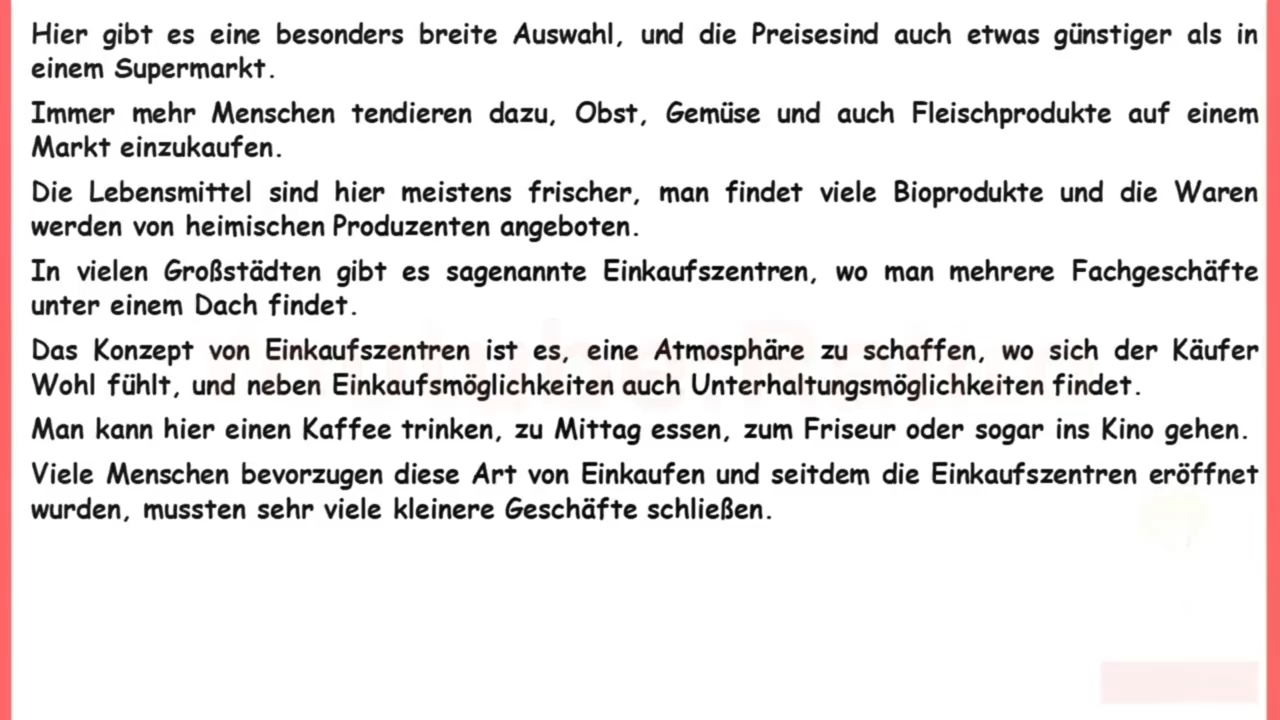 Hier gibt es eine besonders breite Auswahl, und die Preisesind auch etwas günstiger als in
einem Supermarkt.
Immer mehr Menschen tendieren dazu, Obst, Gemüse und auch Fleischprodukte auf einem
Markt einzukaufen.
Die Lebensmittel sind hier meistens frischer, man findet viele Bioprodukte und die Waren
werden von heimischen Produzenten angeboten.
In vielen Großstädten gibt es sagenannte Einkaufszentren, wo man mehrere Fachgeschäfte
unter einem Dach findet.
Das Konzept von Einkaufszentren ist es, eine Atmosphäre zu schaffen, wo sich der Käufer
Wohl fühlt, und neben Einkaufsmöglichkeiten auch Unterhaltungsmöglichkeiten findet.
Man kann hier einen Kaffee trinken, zu Mittag essen, zum Friseur oder sogar ins Kino gehen.
Viele Menschen bevorzugen diese Art von Einkaufen und seitdem die Einkaufszentren eröffnet
wurden, mussten sehr viele kleinere Geschäfte schließen.